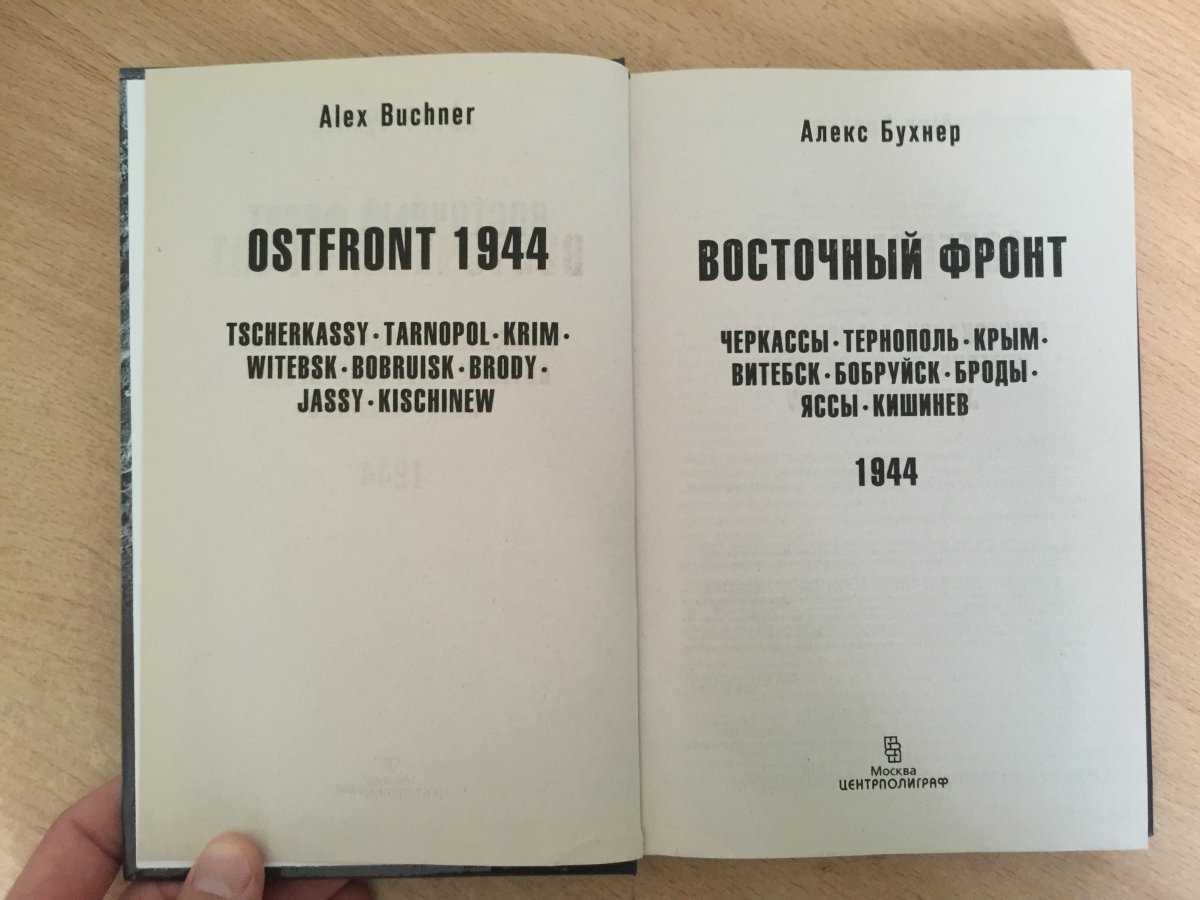 Alex Buchner
OSTFRONT 1944
TSCHERKASSY · TARNOPOL · KRIM ·
WITEBSK · BOBRUISK · BRODY ·
JASSY · KISCHINEW
Алекс Бухнер
ВОСТОЧНЫЙ ФРОНТ
ЧЕРКАССЫ · ТЕРНОПОЛЬ · КРЫМ ·
ВИТЕБСК · БОБРУЙСК · БРОДЫ ·
ЯССЫ · КИШИНЕВ
1944
Москва
ЦЕНТРПОЛИГРАФ